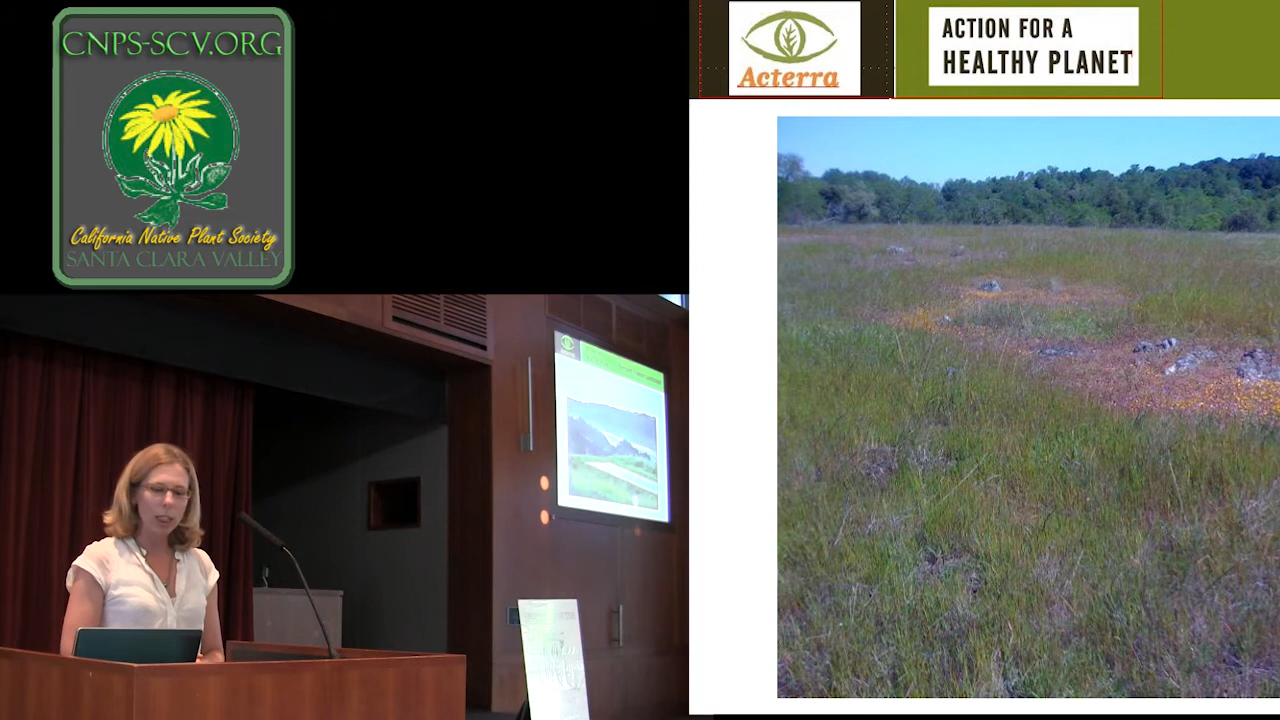 CNPS-SCV.ORG
California Native Plant Society
SANTA CLARA VALLEY
Acterra
ACTION FOR A
HEALTHY PLANET